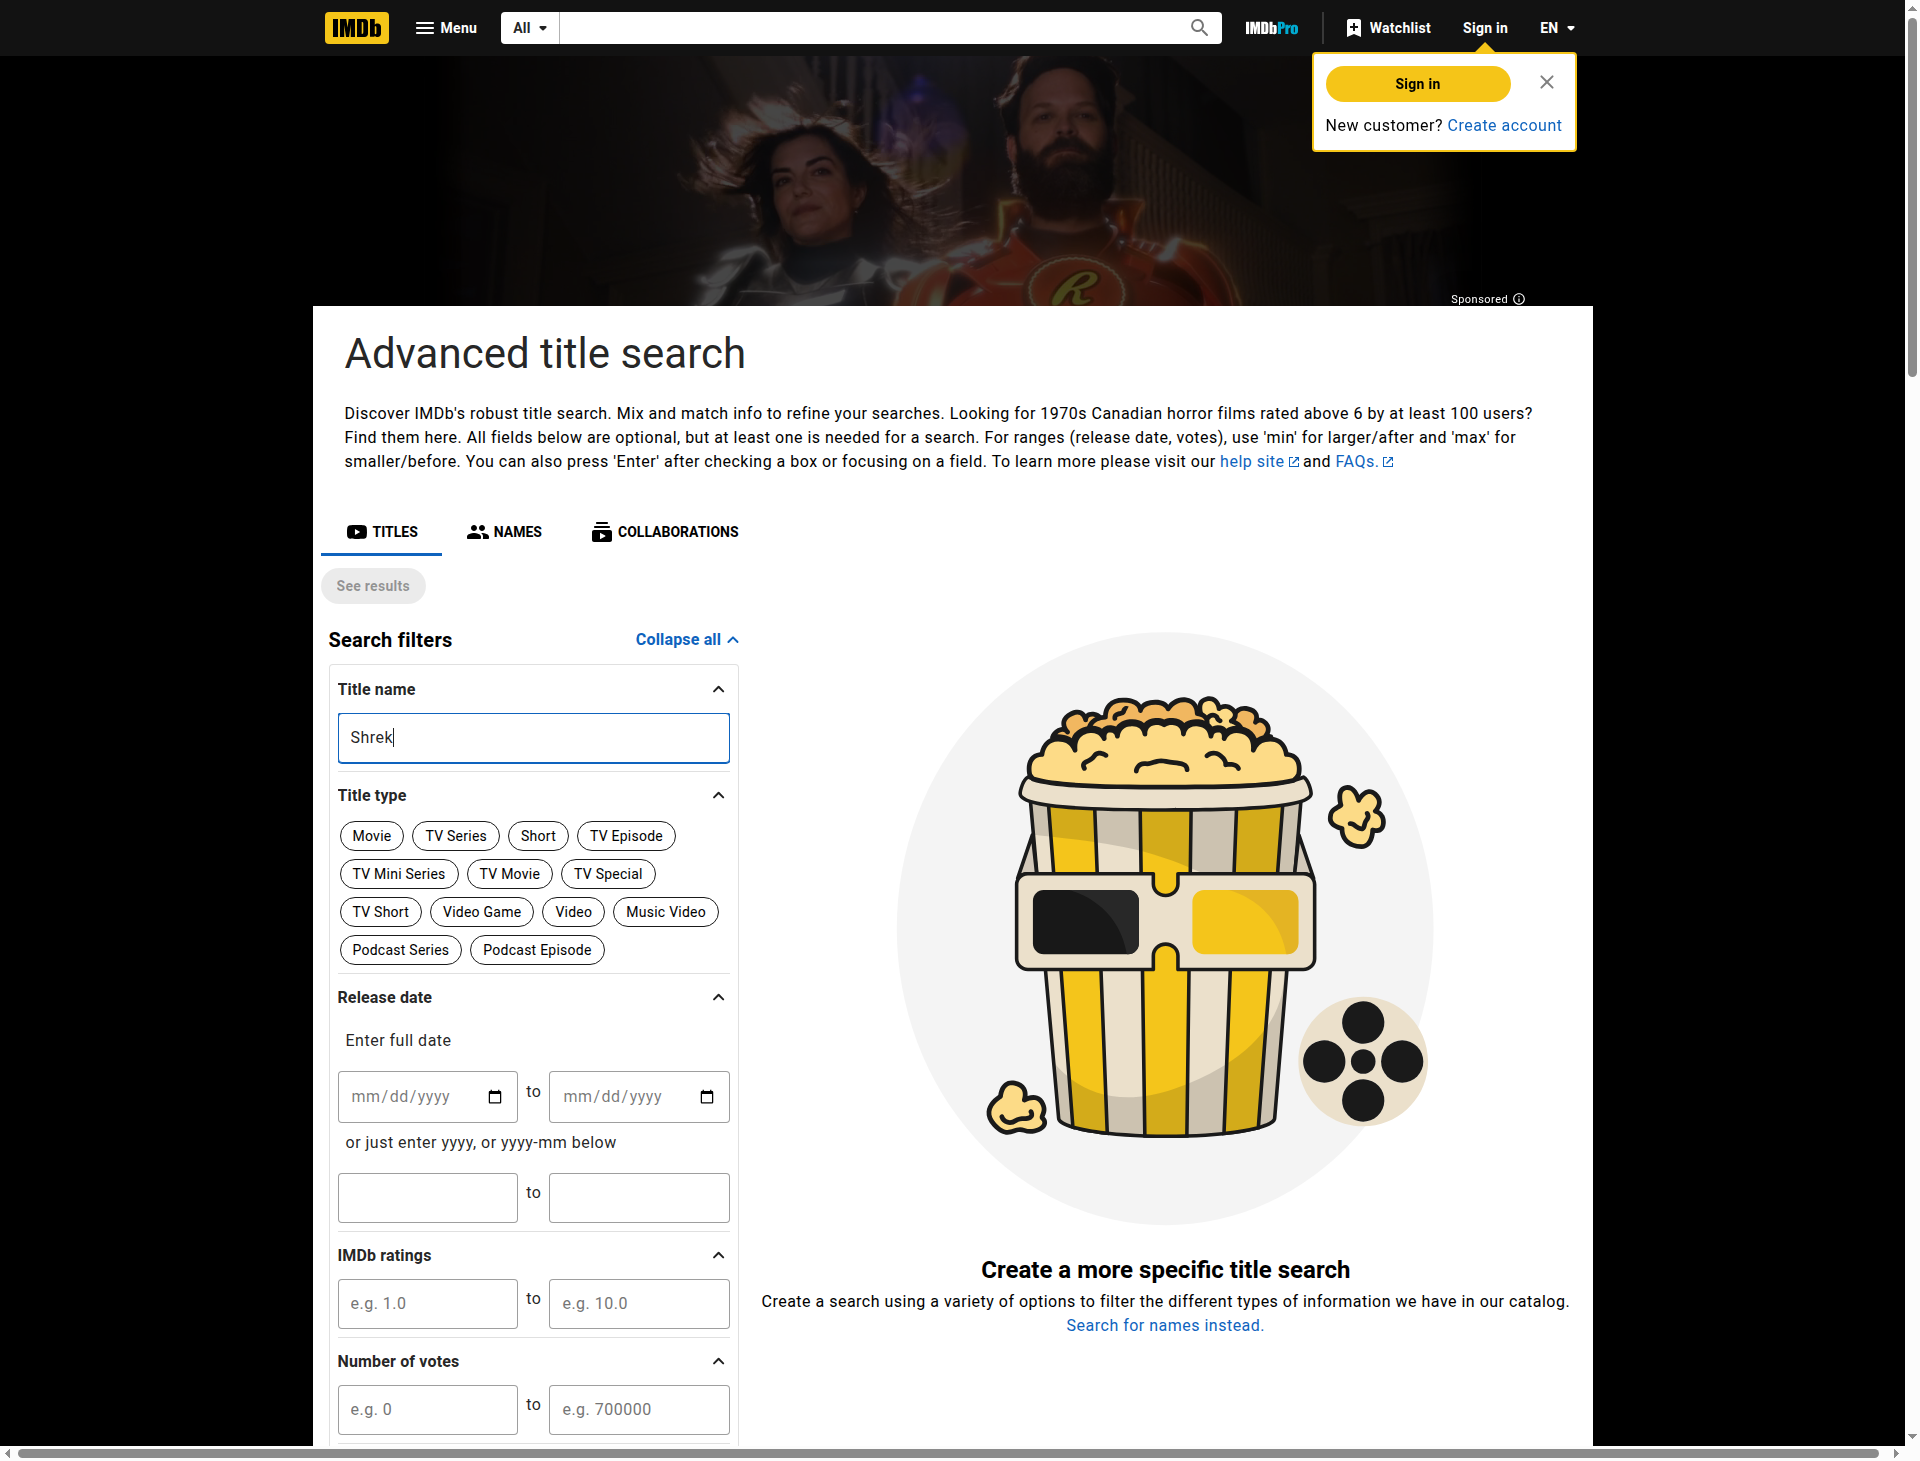 IMDb Menu All IMDbPro Watchlist Sign in EN
Sign in
New customer? Create account
R
Sponsored
Advanced title search
Discover IMDb's robust title search. Mix and match info to refine your searches. Looking for 1970s Canadian horror films rated above 6 by at least 100 users?
Find them here. All fields below are optional, but at least one is needed for a search. For ranges (release date, votes), use 'min' for larger/after and 'max' for
smaller/before. You can also press 'Enter' after checking a box or focusing on a field. To learn more please visit our help site and FAQs.
TITLES NAMES COLLABORATIONS
See results
Search filters Collapse all
Title name
Shrek
Title type
Movie TV Series Short TV Episode
TV Mini Series TV Movie TV Special
TV Short Video Game Video Music Video
Podcast Series Podcast Episode
Release date
Enter full date
mm/dd/yyyy to mm/dd/yyyy
or just enter yyyy, or yyyy-mm below
to
IMDb ratings
e.g. 1.0 to e.g. 10.0
Number of votes
e.g. 0 to e.g. 700000
Create a more specific title search
Create a search using a variety of options to filter the different types of information we have in our catalog.
Search for names instead.